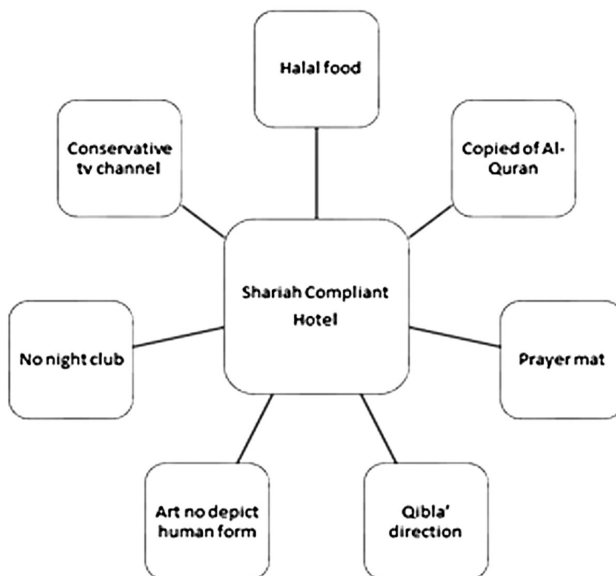 Halal food
Copied of Al-
Quran
Prayer mat
Qibla'
direction
Art no depict
human form
No night club
Conservative
tv channel
Shariah Compliant
Hotel